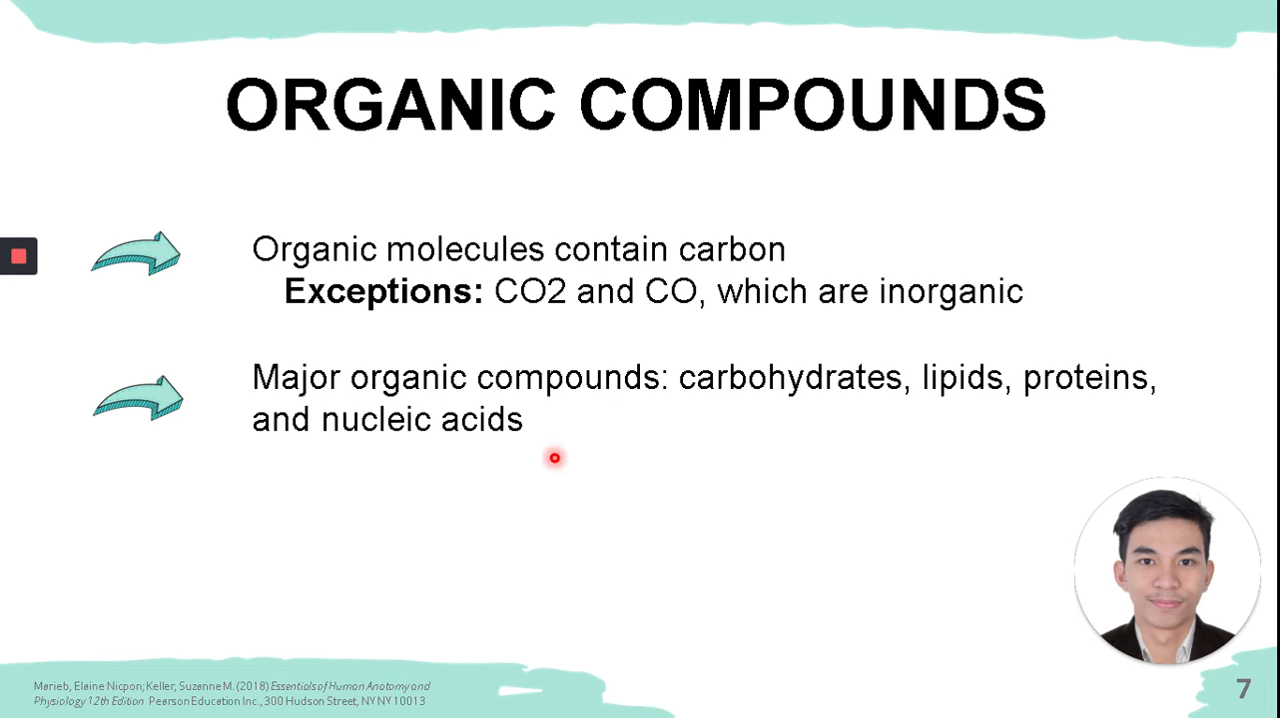 ORGANIC COMPOUNDS
Organic molecules contain carbon
Exceptions: CO2 and CO, which are inorganic
Major organic compounds: carbohydrates, lipids, proteins,
and nucleic acids
Marieb, Elaine Nicpon; Keller, Suzanne M. (2018) Essentials of Human Anatomy and
Physiology 12th Edition Pearson Education Inc., 300 Hudson Street, NY NY 10013
7